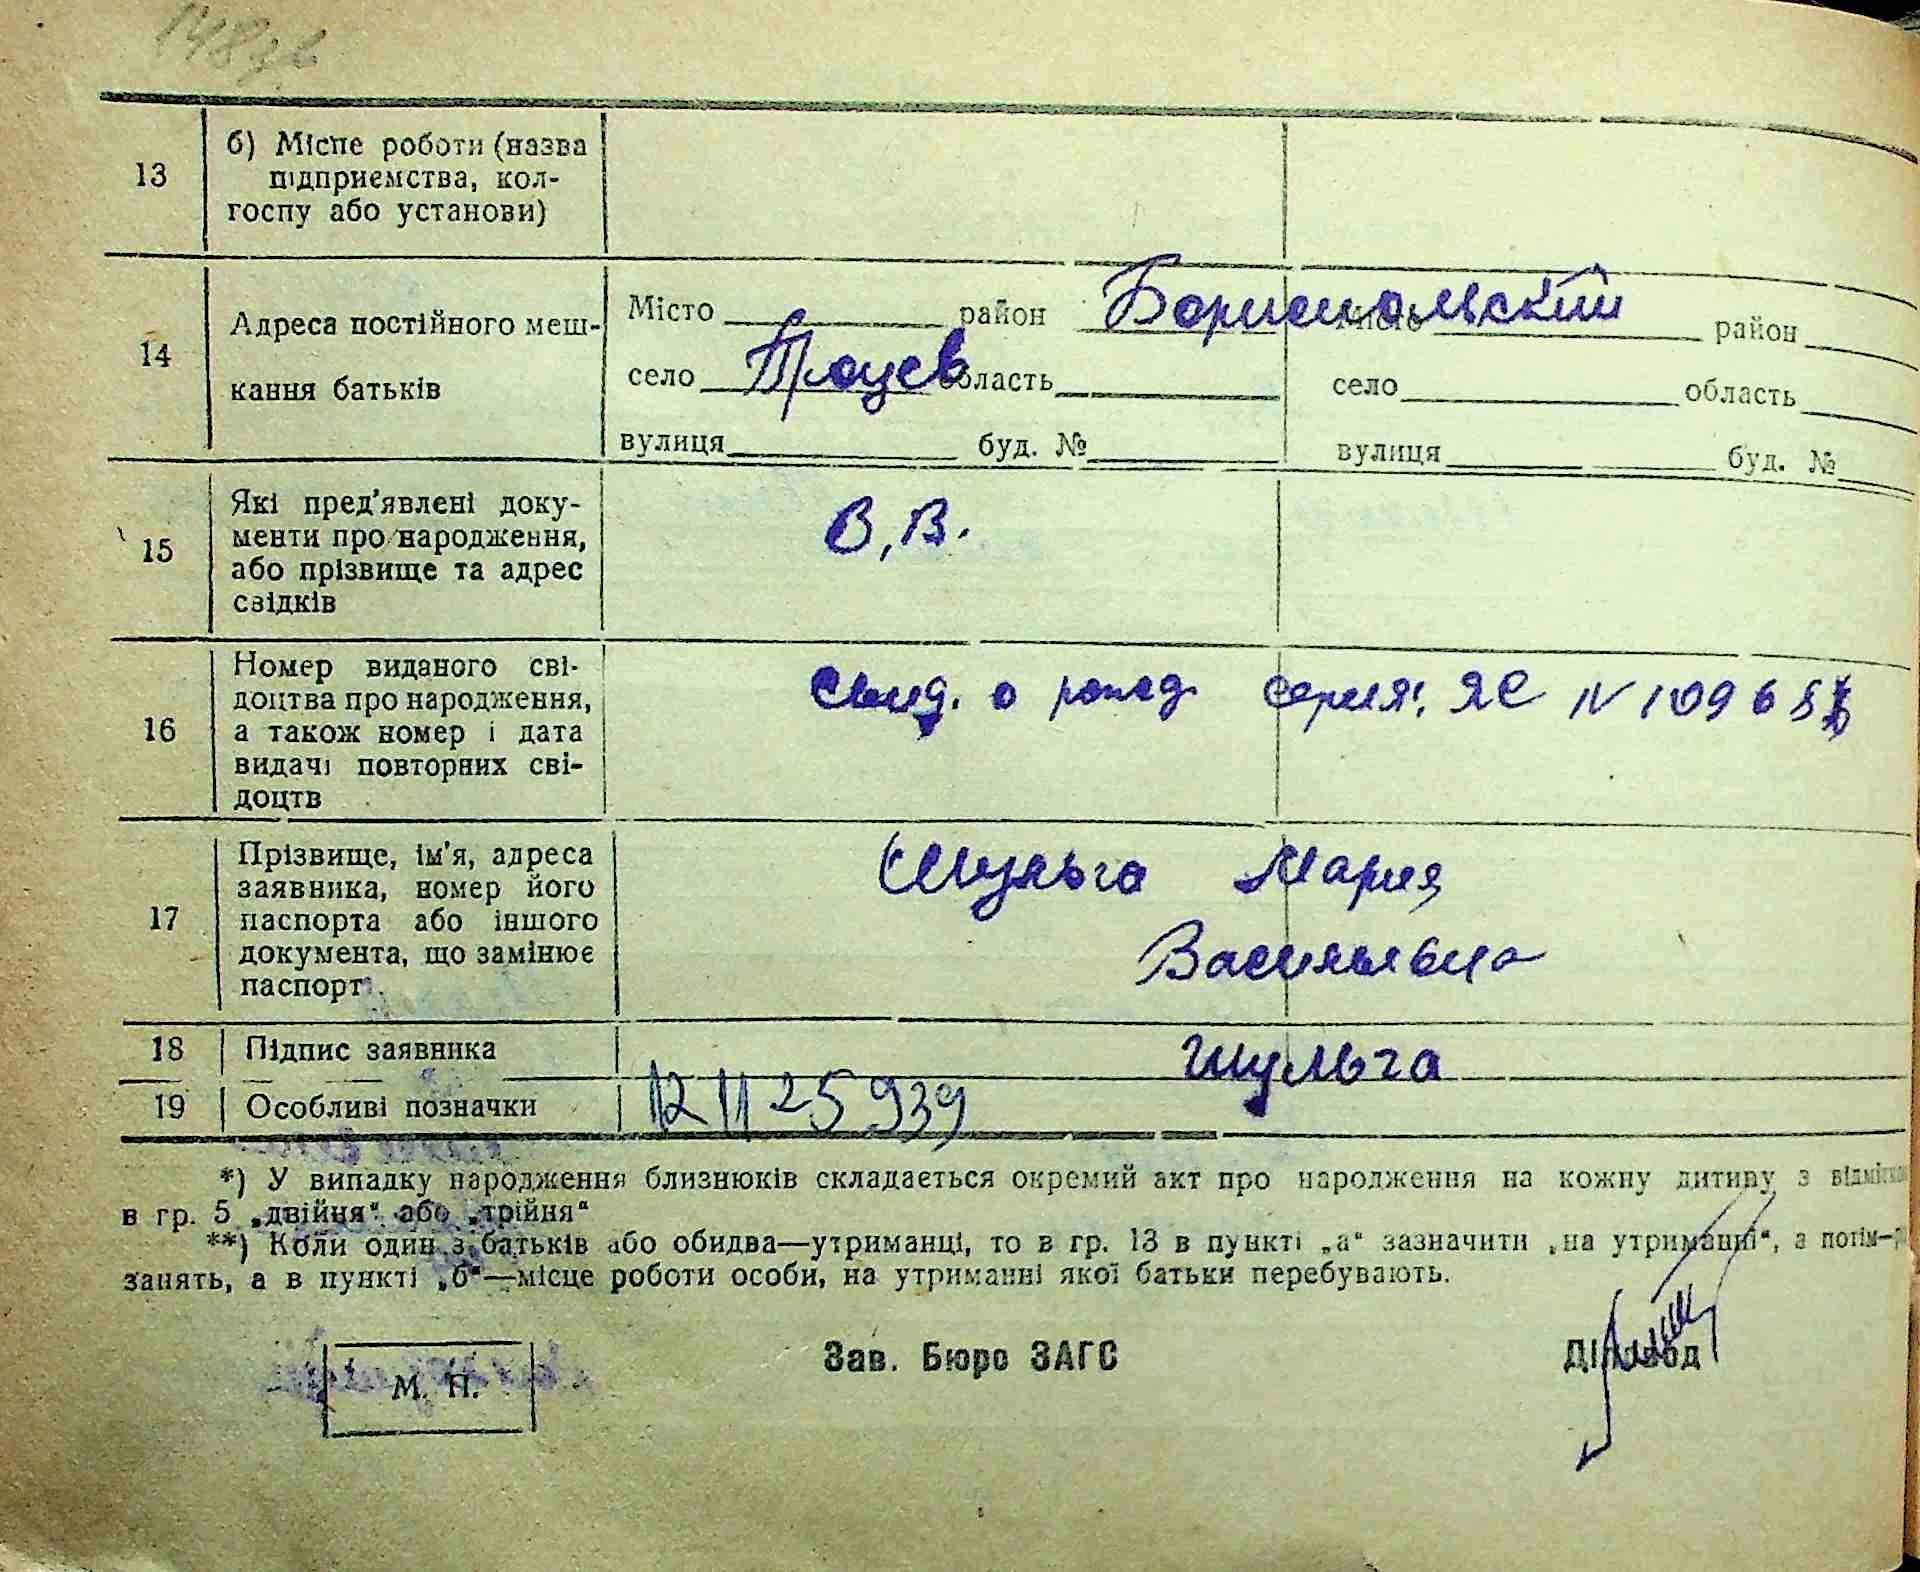 148зв
13
б) Місце роботи (назва
підприємства, кол-
госпу або установи)
14
Адреса постійного меш-
кання батьків
Місто район Бориспольский
село Процев область
вулиця буд. №
Місто район
село область
вулиця буд. №
15
Які пред'явлені доку-
менти про народження,
або прізвище та адрес
свідків
В, В.
16
Номер виданого сві-
доцтва про народження,
а також номер і дата
видачі повторних сві-
доцтв
Свид. о рожд. серия: ЯС N
17
Прізвище, ім'я, адреса
заявника, номер його
паспорта або іншого
документа, що замінює
паспорт.
Шульга Мария
Васильевна
18 Підпис заявника
Шульга
19 Особливі позначки
12 11 25 939
*) У випадку народження близнюків складається окремий акт про народження на кожну дитину з відміткою
в гр. 5 „двійня“ або „трійня“
**) Коли один з батьків або обидва—утриманці, то в гр. 13 в пункті „а“ зазначити „на утриманні“, а потім—
занять, а в пункті „б“—місце роботи особи, на утриманні якої батьки перебувають.
М. П.
Зав. Бюро ЗАГС
Діловод